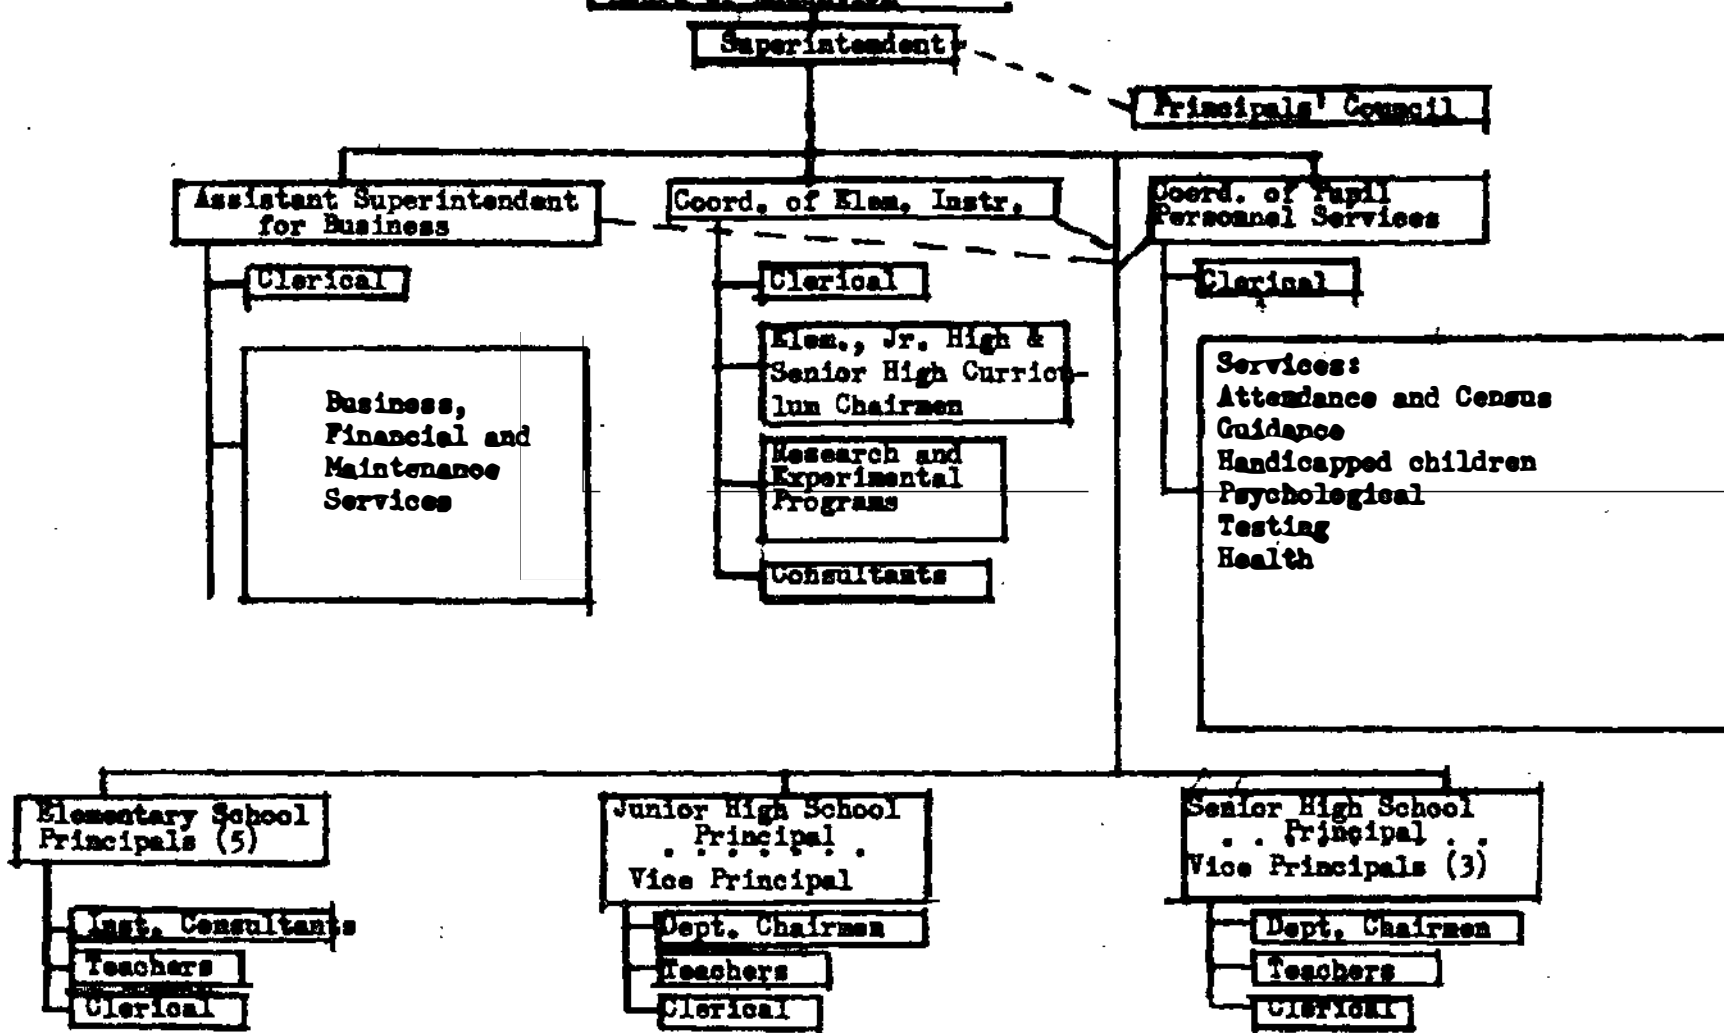 Superintendent
Principals' Council
Assistant Superintendent
for Business
Coord. of Elem. Instr.
Coord. of Pupil
Personnel Services
Clerical
Clerical
Clerical
Elem., Jr. High &
Senior High Curricu-
lum Chairmen
Business,
Financial and
Maintenance
Services
Research and
Experimental
Programs
Consultants
Services:
Attendance and Census
Guidance
Handicapped children
Psychological
Testing
Health
Elementary School
Principals (5)
Inst. Consultants
Teachers
Clerical
Junior High School
Principal
Vice Principal
Dept. Chairmen
Teachers
Clerical
Senior High School
Principal
Vice Principals (3)
Dept. Chairmen
Teachers
Clerical